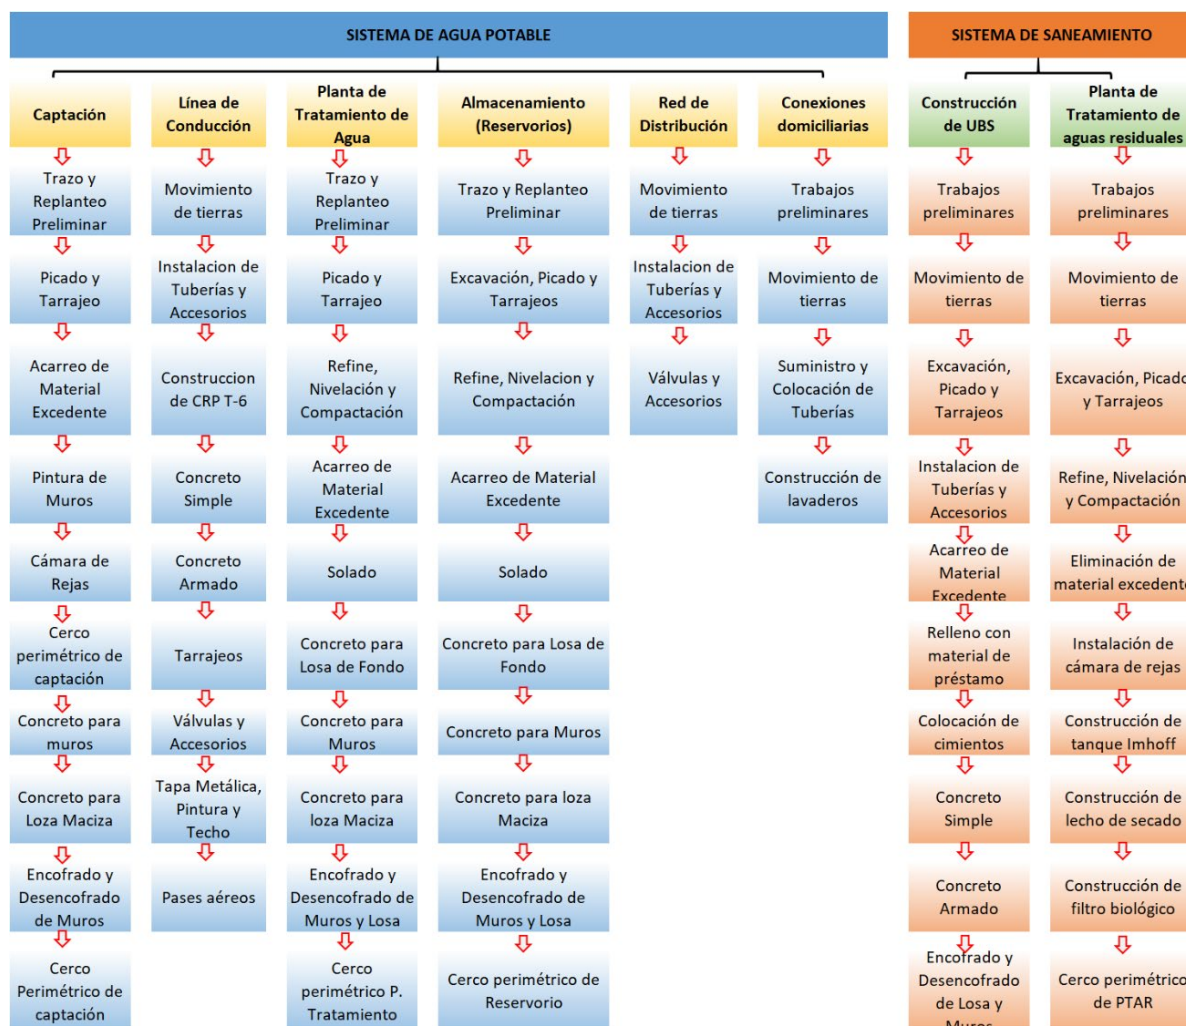 SISTEMA DE AGUA POTABLE
SISTEMA DE SANEAMIENTO
Captación
Línea de
Conducción
Planta de
Tratamiento de
Agua
Almacenamiento
(Reservorios)
Red de
Distribución
Conexiones
domiciliarias
Construcción
de UBS
Planta de
Tratamiento de
aguas residuales
Trazo y
Replanteo
Preliminar
Movimiento
de tierras
Trazo y
Replanteo
Preliminar
Trazo y Replanteo
Preliminar
Movimiento
de tierras
Trabajos
preliminares
Trabajos
preliminares
Trabajos
preliminares
Picado y
Tarrajeo
Instalacion de
Tuberías y
Accesorios
Picado y
Tarrajeo
Excavación, Picado y
Tarrajeos
Instalacion de
Tuberías y
Accesorios
Movimiento de
tierras
Movimiento de
tierras
Movimiento de
tierras
Acarreo de
Material
Excedente
Construccion
de CRP T-6
Refine,
Nivelación y
Compactación
Refine, Nivelacion y
Compactación
Válvulas y
Accesorios
Suministro y
Colocación de
Tuberías
Excavación,
Picado y
Tarrajeos
Excavación, Picado
y Tarrajeos
Pintura de
Muros
Concreto
Simple
Acarreo de
Material
Excedente
Acarreo de Material
Excedente
Construcción de
lavaderos
Instalacion de
Tuberías y
Accesorios
Refine, Nivelación
y Compactación
Cámara de
Rejas
Concreto
Armado
Solado
Solado
Acarreo de
Material
Excedente
Eliminación de
material excedente
Cerco
perimétrico de
captación
Tarrajeos
Concreto para
Losa de Fondo
Concreto para Losa de
Fondo
Relleno con
material de
préstamo
Instalación de
cámara de rejas
Concreto para
muros
Válvulas y
Accesorios
Concreto para
Muros
Concreto para Muros
Colocación de
cimientos
Construcción de
tanque Imhoff
Concreto para
Loza Maciza
Tapa Metálica,
Pintura y
Techo
Concreto para
loza Maciza
Concreto para loza
Maciza
Concreto
Simple
Construcción de
lecho de secado
Encofrado y
Desencofrado
de Muros
Pases aéreos
Encofrado y
Desencofrado de
Muros y Losa
Encofrado y
Desencofrado de
Muros y Losa
Concreto
Armado
Construcción de
filtro biológico
Cerco
Perimétrico de
captación
Cerco
perimétrico P.
Tratamiento
Cerco perimétrico de
Reservorio
Encofrado y
Desencofrado
de Losa y
Muros
Cerco perimétrico
de PTAR